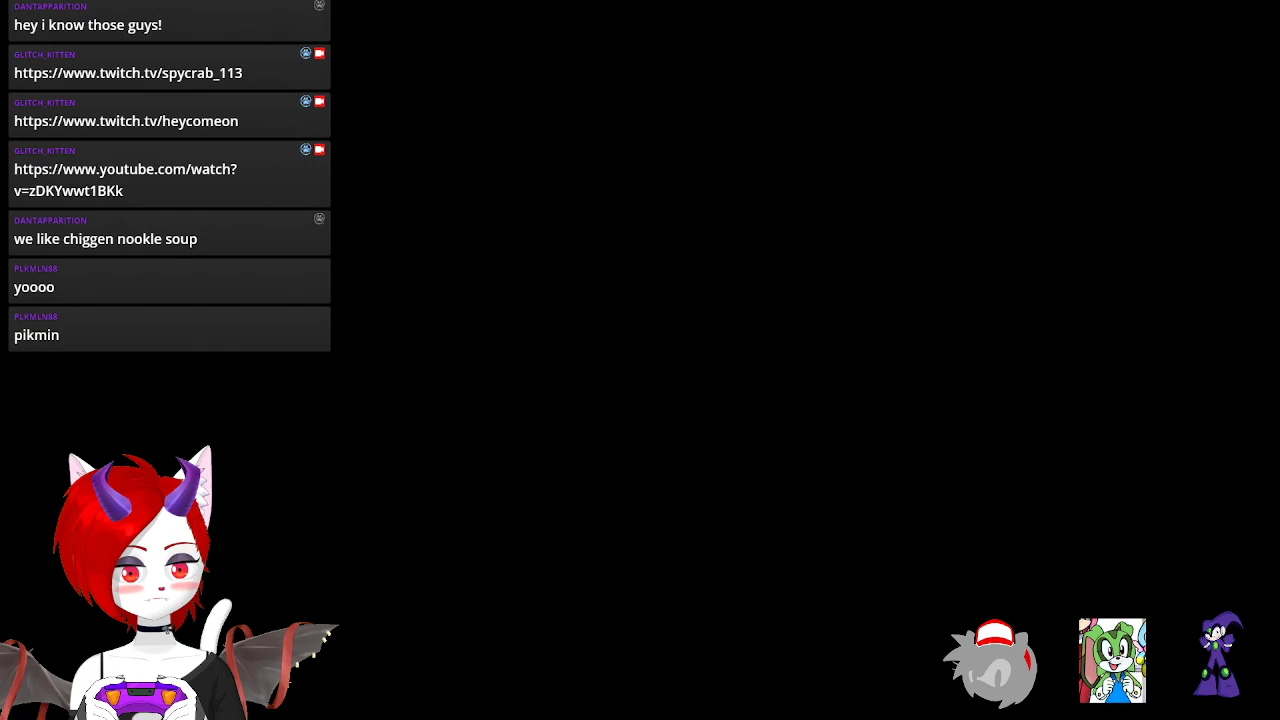 DANTAPPARITION
hey i know those guys!
GLITCH_KITTEN
https://www.twitch.tv/spycrab_113
GLITCH_KITTEN
https://www.twitch.tv/heycomeon
GLITCH_KITTEN
https://www.youtube.com/watch?
v=zDKYwwt1BKk
DANTAPPARITION
we like chiggen nookle soup
PLKMLN88
yoooo
PLKMLN88
pikmin